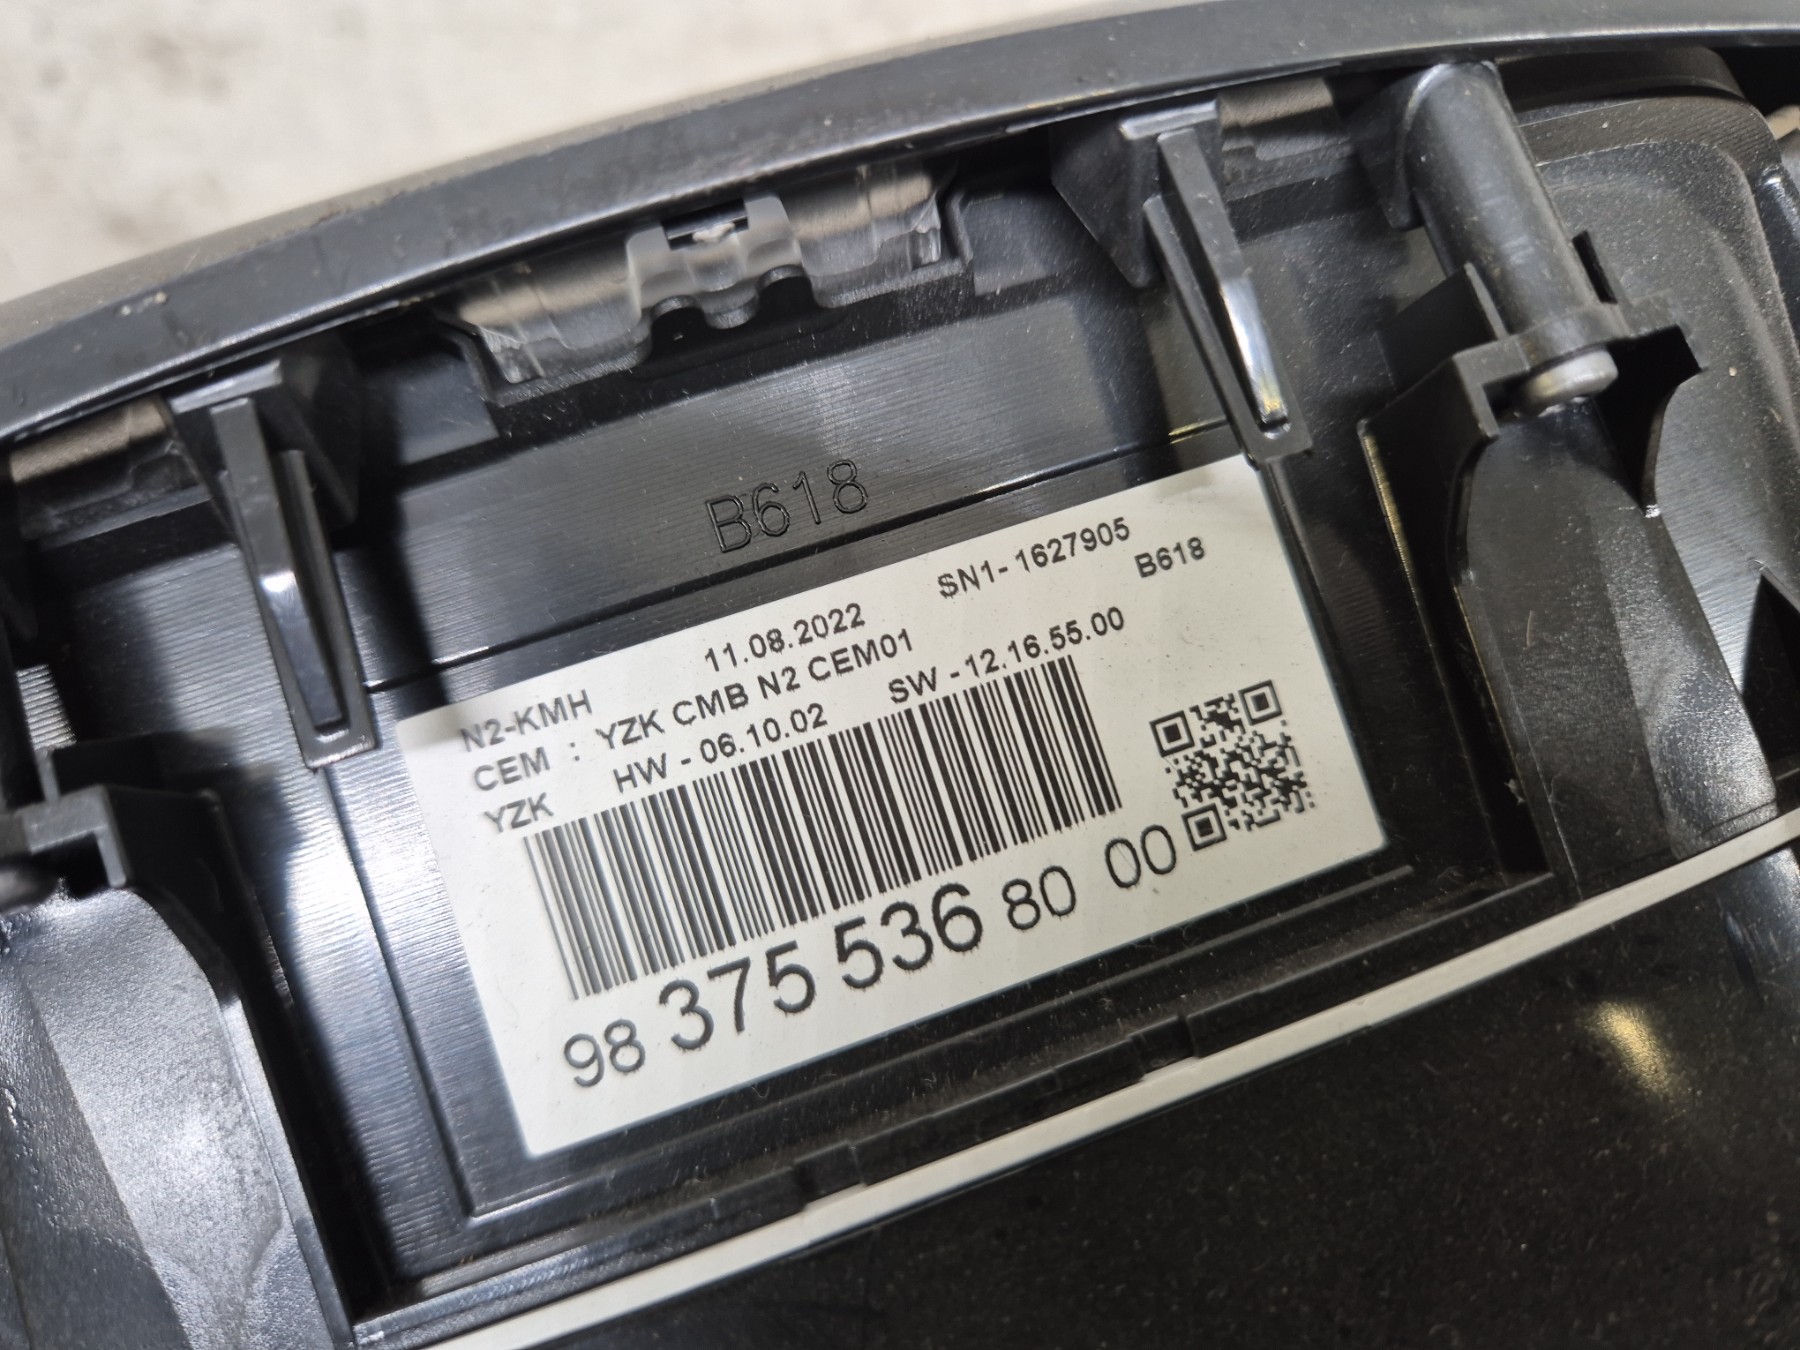 B618
N2-KMH 11.08.2022 SN1-1627905
CEM : YZK CMB N2 CEM01 B618
YZK HW - 06.10.02 SW -12.16.55.00
98 375 536 80 00